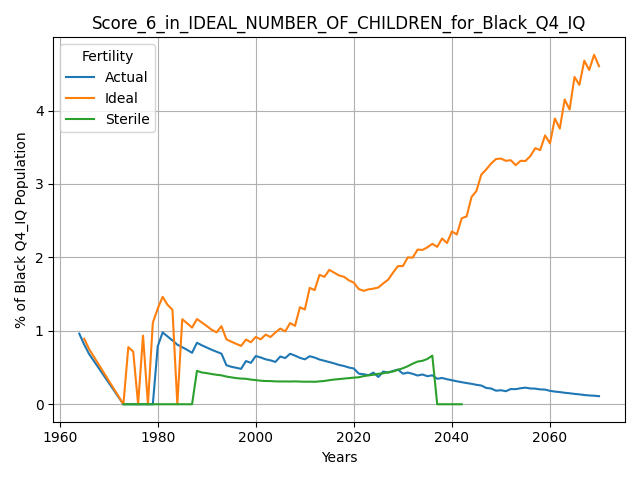 Score_6_in_IDEAL_NUMBER_OF_CHILDREN_for_Black_Q4_IQ
Fertility
Actual
Ideal
Sterile
% of Black Q4_IQ Population
4
3
2
1
0
1960 1980 2000 2020 2040 2060
Years